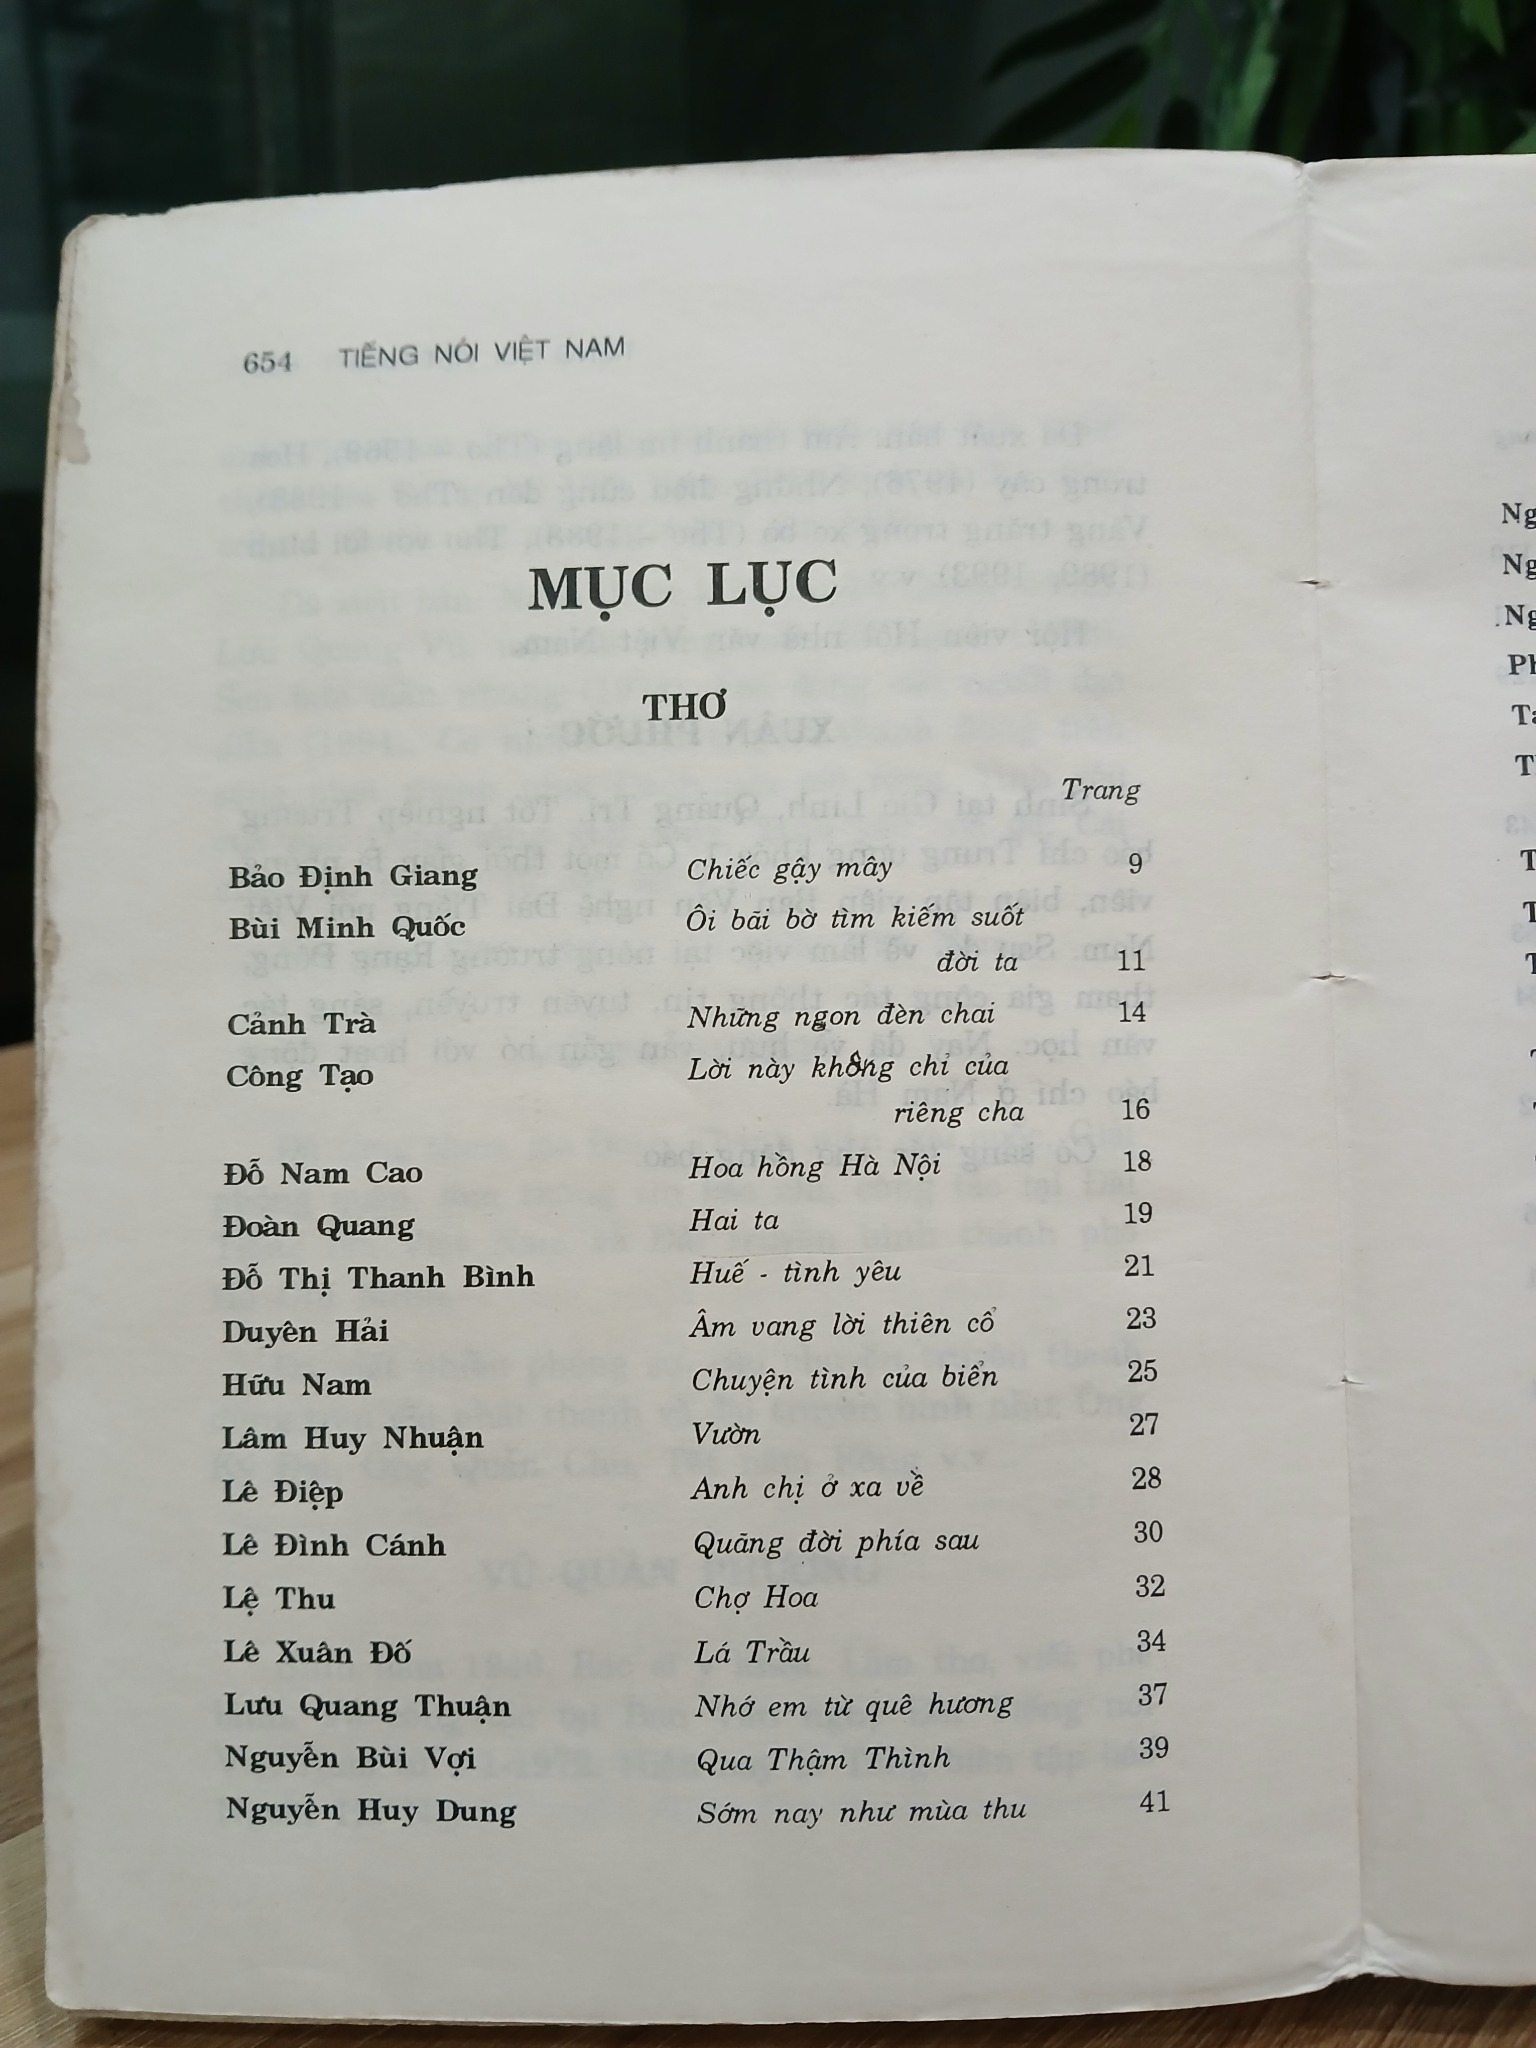 654 TIẾNG NÓI VIỆT NAM
MỤC LỤC
THƠ
Trang
Bảo Định Giang Chiếc gậy mây 9
Bùi Minh Quốc Ôi bãi bờ tìm kiếm suốt
đời ta 11
Cảnh Trà Những ngọn đèn chai 14
Công Tạo Lời này không chỉ của
riêng cha 16
Đỗ Nam Cao Hoa hồng Hà Nội 18
Đoàn Quang Hai ta 19
Đỗ Thị Thanh Bình Huế - tình yêu 21
Duyên Hải Âm vang lời thiên cổ 23
Hữu Nam Chuyện tình của biển 25
Lâm Huy Nhuận Vườn 27
Lê Điệp Anh chị ở xa về 28
Lê Đình Cánh Quãng đời phía sau 30
Lệ Thu Chợ Hoa 32
Lê Xuân Đố Lá Trầu 34
Lưu Quang Thuận Nhớ em từ quê hương 37
Nguyễn Bùi Vợi Qua Thậm Thình 39
Nguyễn Huy Dung Sớm nay như mùa thu 41